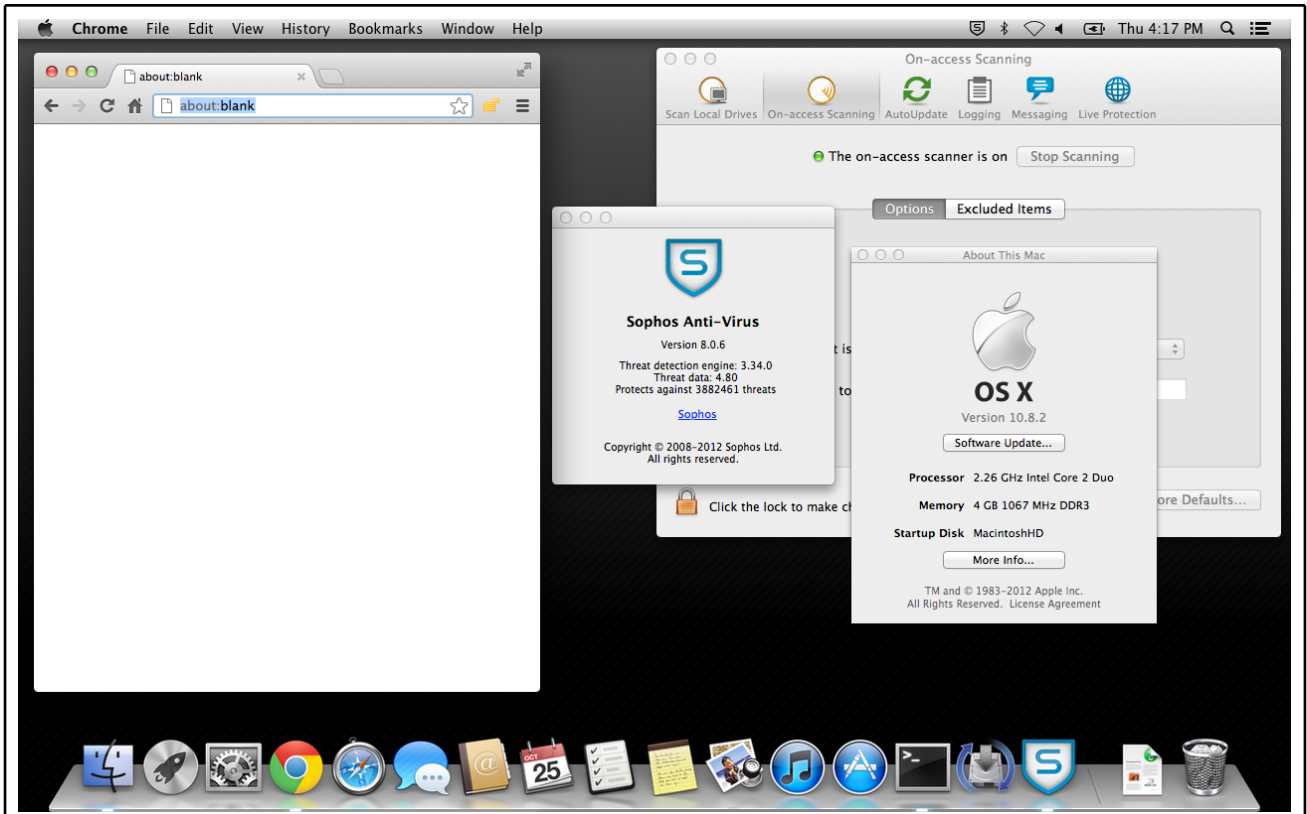 Chrome File Edit View History Bookmarks Window Help
Thu 4:17 PM
about:blank
about:blank
On-access Scanning
Scan Local Drives
On-access Scanning
AutoUpdate
Logging
Messaging
Live Protection
The on-access scanner is on
Stop Scanning
Options
Excluded Items
t is
to
Click the lock to make ch
ore Defaults...
S
Sophos Anti-Virus
Version 8.0.6
Threat detection engine: 3.34.0
Threat data: 4.80
Protects against 3882461 threats
Sophos
Copyright © 2008-2012 Sophos Ltd.
All rights reserved.
About This Mac
OS X
Version 10.8.2
Software Update...
Processor 2.26 GHz Intel Core 2 Duo
Memory 4 GB 1067 MHz DDR3
Startup Disk MacintoshHD
More Info...
TM and © 1983-2012 Apple Inc.
All Rights Reserved. License Agreement
OCT
25
S